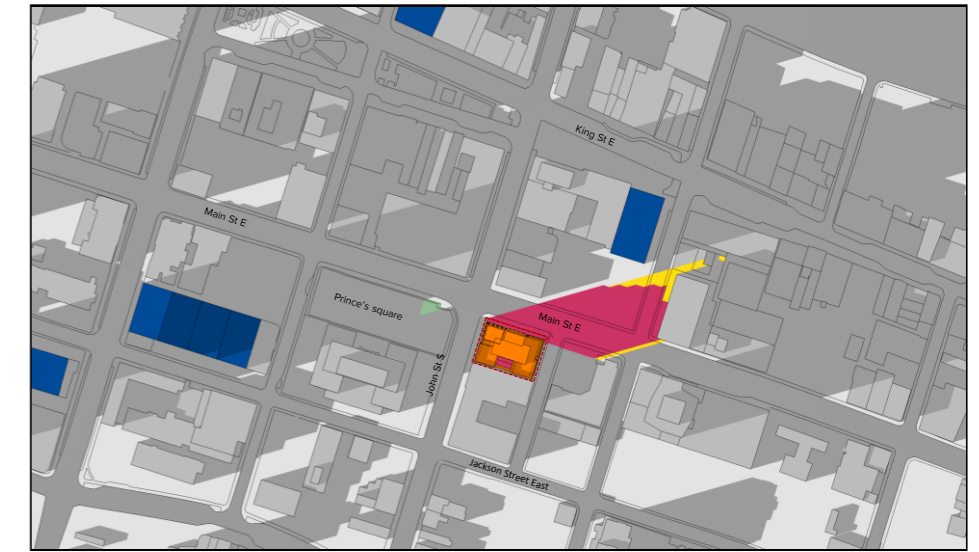 King St E
Main St E
Prince's square
Main St E
John St S
Jackson Street East